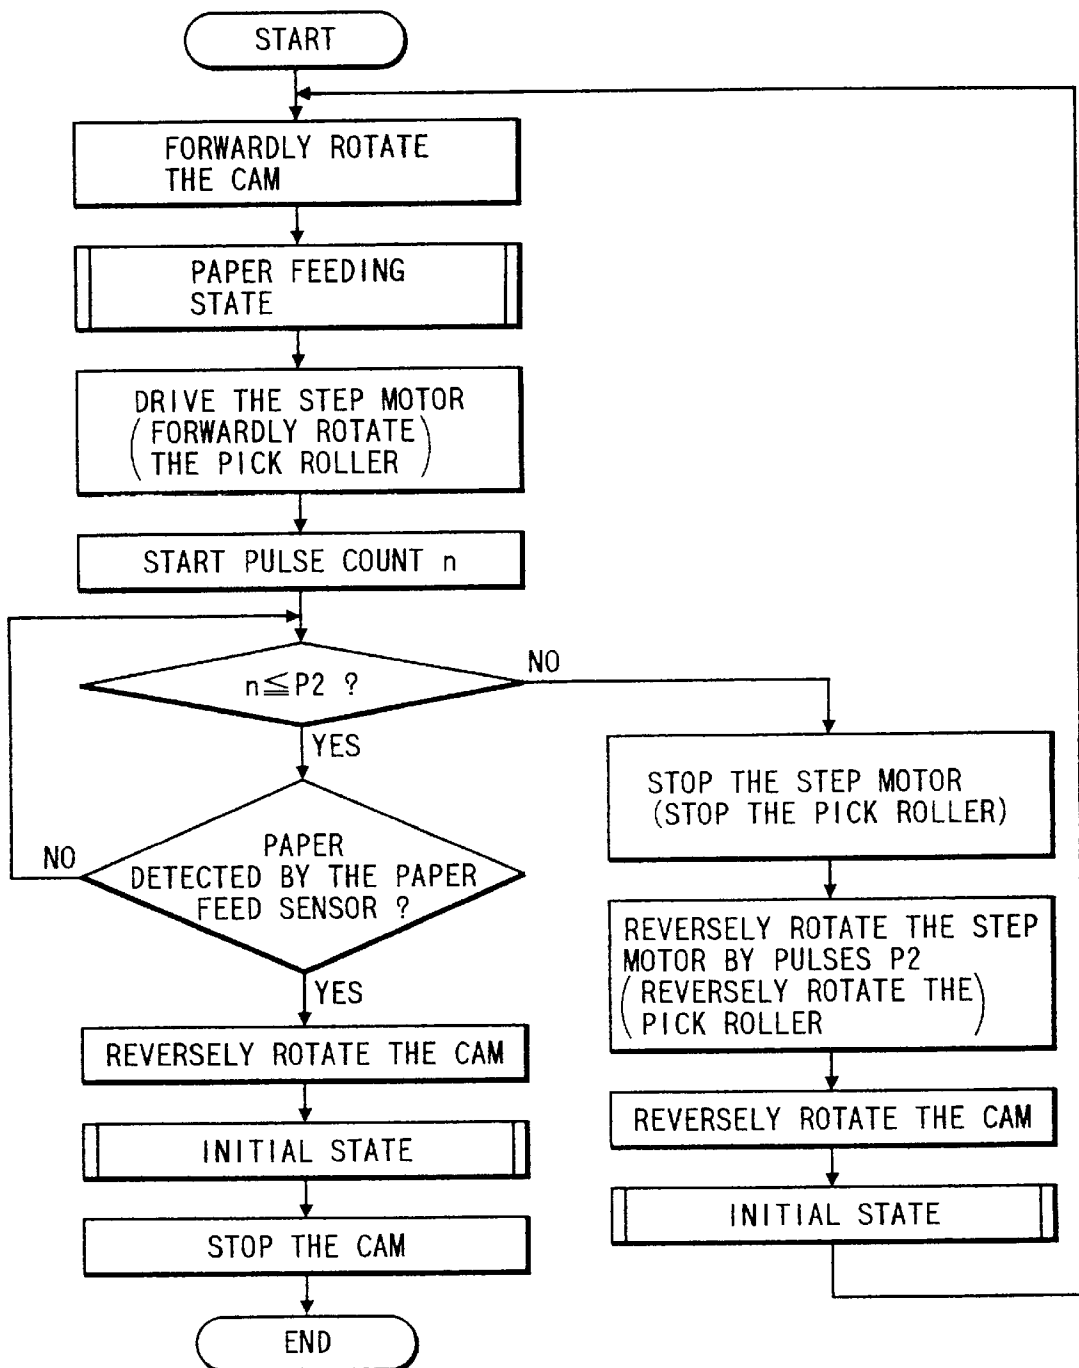 START
FORWARDLY ROTATE
THE CAM
PAPER FEEDING
STATE
DRIVE THE STEP MOTOR
(FORWARDLY ROTATE
THE PICK ROLLER)
START PULSE COUNT n
n≦P2 ?
NO
YES
PAPER
DETECTED BY THE PAPER
FEED SENSOR ?
NO
YES
REVERSELY ROTATE THE CAM
INITIAL STATE
STOP THE CAM
END
STOP THE STEP MOTOR
(STOP THE PICK ROLLER)
REVERSELY ROTATE THE STEP
MOTOR BY PULSES P2
(REVERSELY ROTATE THE
PICK ROLLER)
REVERSELY ROTATE THE CAM
INITIAL STATE